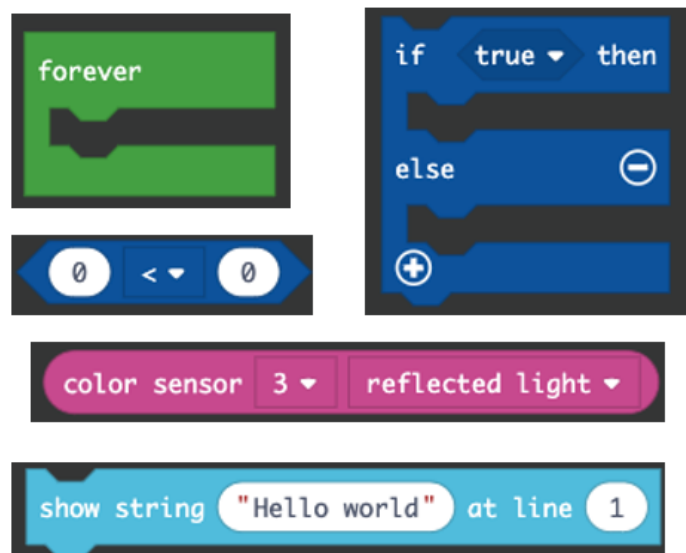 forever
if true then
else
0 < 0
color sensor 3 reflected light
show string "Hello world" at line 1